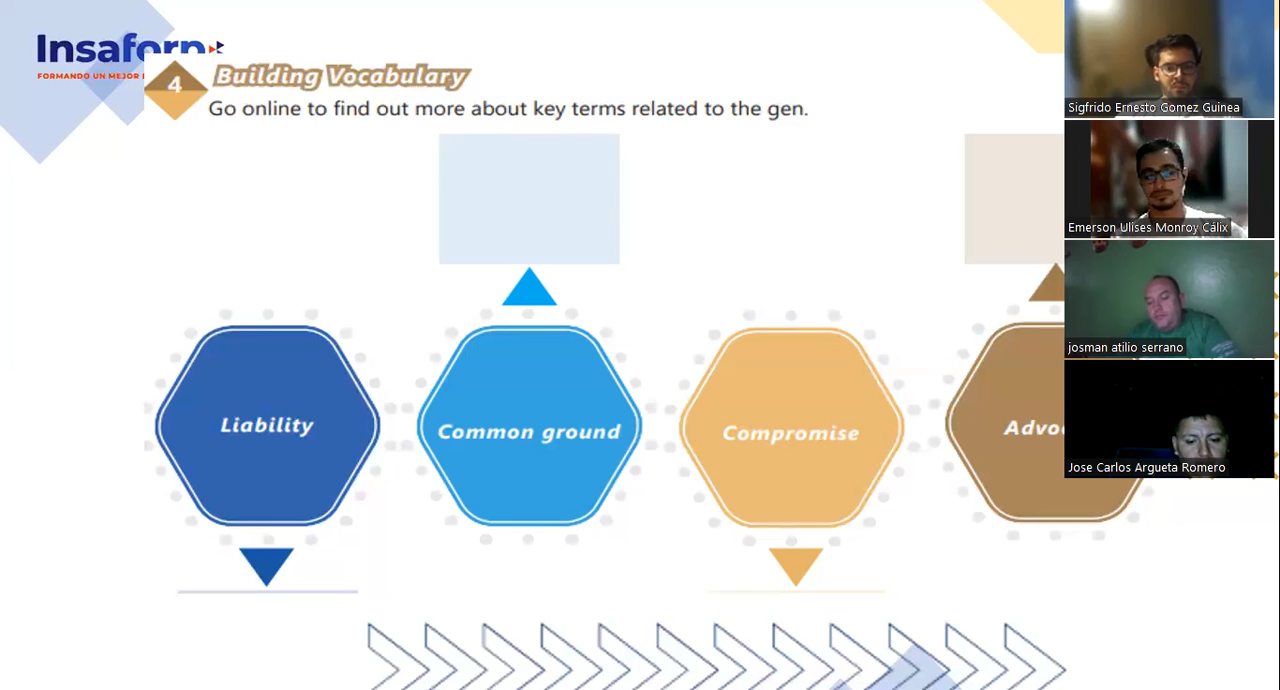 Insaforp
FORMANDO UN MEJOR
4
Building Vocabulary
Go online to find out more about key terms related to the gen.
Liability
Common ground
Compromise
Sigfrido Ernesto Gomez Guinea
Emerson Ulises Monroy Cálix
josman atilio serrano
Jose Carlos Argueta Romero